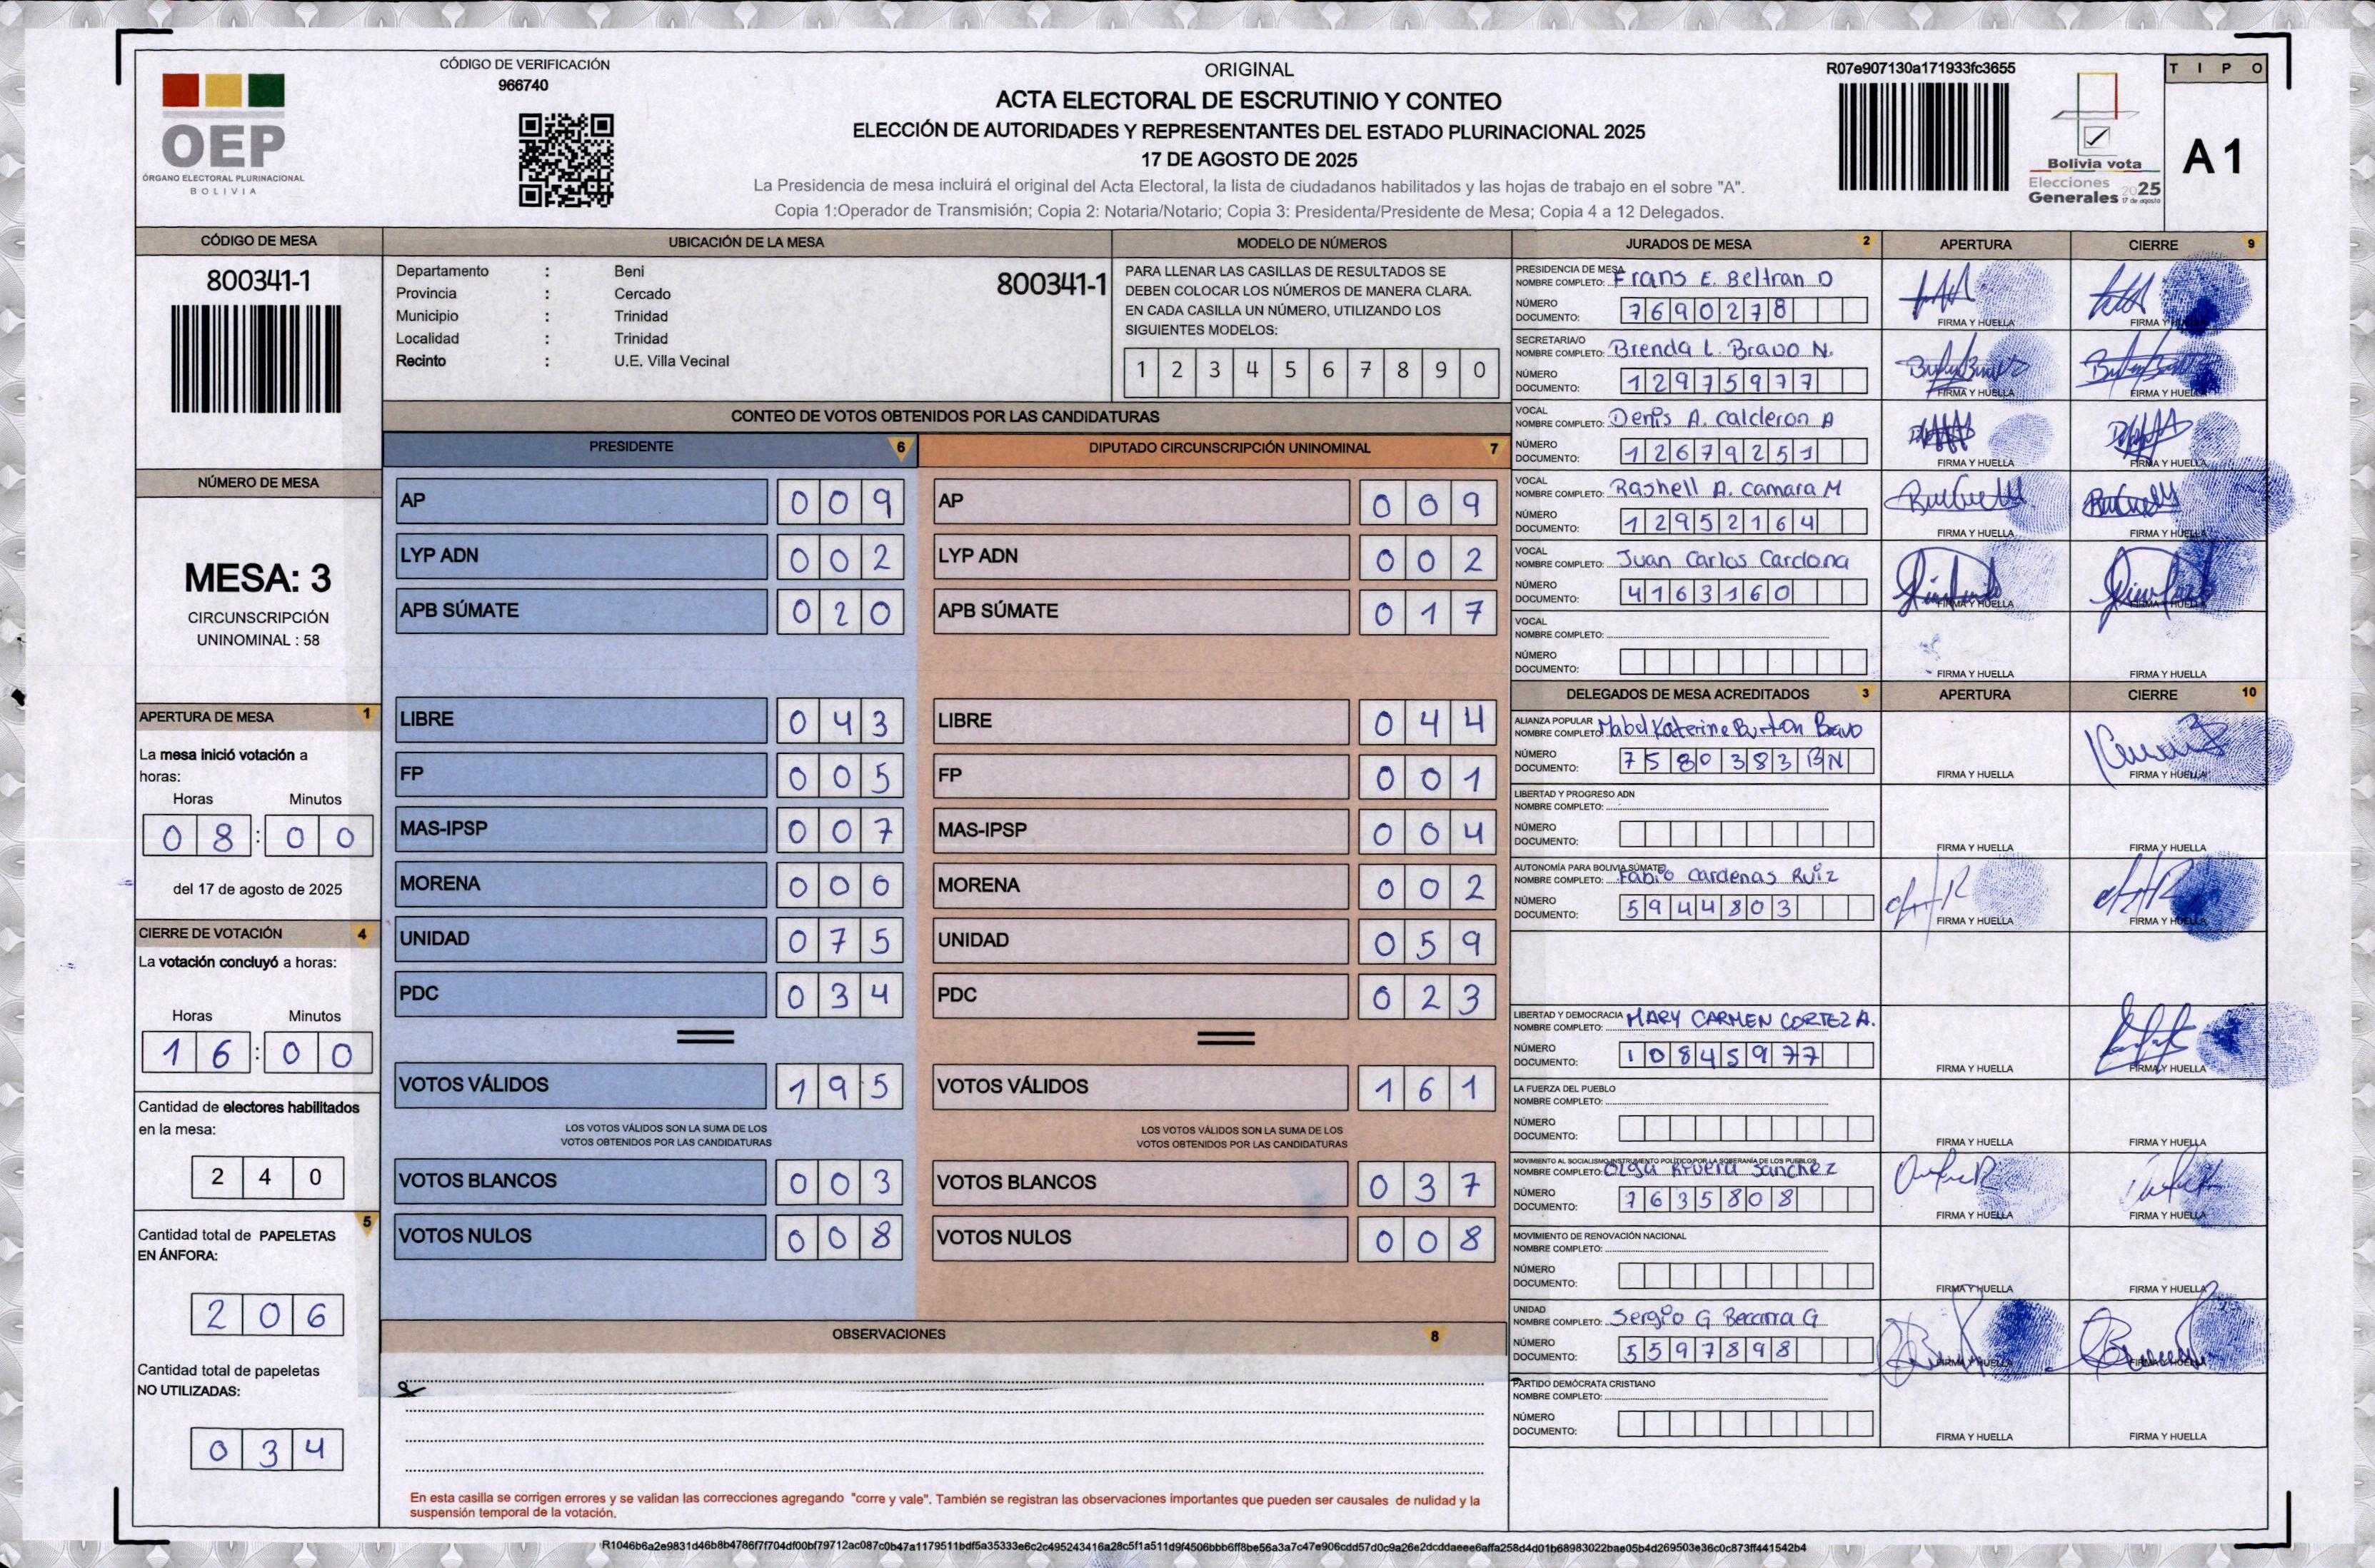 CÓDIGO DE VERIFICACIÓN
966740
OEP
ÓRGANO ELECTORAL PLURINACIONAL
BOLIVIA
ORIGINAL
ACTA ELECTORAL DE ESCRUTINIO Y CONTEO
ELECCIÓN DE AUTORIDADES Y REPRESENTANTES DEL ESTADO PLURINACIONAL 2025
17 DE AGOSTO DE 2025
La Presidencia de mesa incluirá el original del Acta Electoral, la lista de ciudadanos habilitados y las hojas de trabajo en el sobre "A".
Copia 1:Operador de Transmisión; Copia 2: Notaria/Notario; Copia 3: Presidenta/Presidente de Mesa; Copia 4 a 12 Delegados.
R07e907130a171933fc3655
Bolivia vota
Elecciones
Generales 2025
17 de agosto
TIPO
A 1
CÓDIGO DE MESA
800341-1
NÚMERO DE MESA
MESA: 3
CIRCUNSCRIPCIÓN
UNINOMINAL : 58
APERTURA DE MESA 1
La mesa inició votación a
horas:
Horas Minutos
0 8 : 0 0
del 17 de agosto de 2025
CIERRE DE VOTACIÓN 4
La votación concluyó a horas:
Horas Minutos
1 6 : 0 0
Cantidad de electores habilitados
en la mesa:
2 4 0
5
Cantidad total de PAPELETAS
EN ÁNFORA:
2 0 6
Cantidad total de papeletas
NO UTILIZADAS:
0 3 4
UBICACIÓN DE LA MESA
Departamento : Beni
Provincia : Cercado
Municipio : Trinidad
Localidad : Trinidad
Recinto : U.E. Villa Vecinal
800341-1
MODELO DE NÚMEROS
PARA LLENAR LAS CASILLAS DE RESULTADOS SE
DEBEN COLOCAR LOS NÚMEROS DE MANERA CLARA.
EN CADA CASILLA UN NÚMERO, UTILIZANDO LOS
SIGUIENTES MODELOS:
1 2 3 4 5 6 7 8 9 0
CONTEO DE VOTOS OBTENIDOS POR LAS CANDIDATURAS
PRESIDENTE 6
AP 0 0 9
LYP ADN 0 0 2
APB SÚMATE 0 2 0
LIBRE 0 4 3
FP 0 0 5
MAS-IPSP 0 0 7
MORENA 0 0 0
UNIDAD 0 7 5
PDC 0 3 4
VOTOS VÁLIDOS 1 9 5
LOS VOTOS VÁLIDOS SON LA SUMA DE LOS
VOTOS OBTENIDOS POR LAS CANDIDATURAS
VOTOS BLANCOS 0 0 3
VOTOS NULOS 0 0 8
DIPUTADO CIRCUNSCRIPCIÓN UNINOMINAL 7
AP 0 0 9
LYP ADN 0 0 2
APB SÚMATE 0 1 7
LIBRE 0 4 4
FP 0 0 1
MAS-IPSP 0 0 4
MORENA 0 0 2
UNIDAD 0 5 9
PDC 0 2 3
VOTOS VÁLIDOS 1 6 1
LOS VOTOS VÁLIDOS SON LA SUMA DE LOS
VOTOS OBTENIDOS POR LAS CANDIDATURAS
VOTOS BLANCOS 0 3 7
VOTOS NULOS 0 0 8
OBSERVACIONES 8
En esta casilla se corrigen errores y se validan las correcciones agregando "corre y vale". También se registran las observaciones importantes que pueden ser causales de nulidad y la
suspensión temporal de la votación.
JURADOS DE MESA 2 APERTURA CIERRE 9
PRESIDENCIA DE MESA
NOMBRE COMPLETO: Frans E. Beltran O
NÚMERO
DOCUMENTO: 7690278
FIRMA Y HUELLA FIRMA Y HUELLA
SECRETARIA/O
NOMBRE COMPLETO: Brenda L. Bravo N.
NÚMERO
DOCUMENTO: 12975977
FIRMA Y HUELLA FIRMA Y HUELLA
VOCAL
NOMBRE COMPLETO: Denis A. Calderon A
NÚMERO
DOCUMENTO: 12679251
FIRMA Y HUELLA FIRMA Y HUELLA
VOCAL
NOMBRE COMPLETO: Rashell A. Camara M
NÚMERO
DOCUMENTO: 12952164
FIRMA Y HUELLA FIRMA Y HUELLA
VOCAL
NOMBRE COMPLETO: Juan Carlos Cardona
NÚMERO
DOCUMENTO: 4163160
FIRMA Y HUELLA FIRMA Y HUELLA
VOCAL
NOMBRE COMPLETO:
NÚMERO
DOCUMENTO:
FIRMA Y HUELLA FIRMA Y HUELLA
DELEGADOS DE MESA ACREDITADOS 3 APERTURA CIERRE 10
ALIANZA POPULAR
NOMBRE COMPLETO: Mabel Katerine Burton Bravo
NÚMERO
DOCUMENTO: 7580383 BN
FIRMA Y HUELLA FIRMA Y HUELLA
LIBERTAD Y PROGRESO ADN
NOMBRE COMPLETO:
NÚMERO
DOCUMENTO:
FIRMA Y HUELLA FIRMA Y HUELLA
AUTONOMÍA PARA BOLIVIA SÚMATE
NOMBRE COMPLETO: Fabio Cardenas Ruiz
NÚMERO
DOCUMENTO: 5944803
FIRMA Y HUELLA FIRMA Y HUELLA
LIBERTAD Y DEMOCRACIA
NOMBRE COMPLETO: MARY CARMEN CORTEZ A.
NÚMERO
DOCUMENTO: 10845977
FIRMA Y HUELLA FIRMA Y HUELLA
LA FUERZA DEL PUEBLO
NOMBRE COMPLETO:
NÚMERO
DOCUMENTO:
FIRMA Y HUELLA FIRMA Y HUELLA
MOVIMIENTO AL SOCIALISMO-INSTRUMENTO POLÍTICO POR LA SOBERANÍA DE LOS PUEBLOS
NOMBRE COMPLETO: Olga Rivera Sanchez
NÚMERO
DOCUMENTO: 7635808
FIRMA Y HUELLA FIRMA Y HUELLA
MOVIMIENTO DE RENOVACIÓN NACIONAL
NOMBRE COMPLETO:
NÚMERO
DOCUMENTO:
FIRMA Y HUELLA FIRMA Y HUELLA
UNIDAD
NOMBRE COMPLETO: Sergio G
NÚMERO
DOCUMENTO: 5597898
FIRMA Y HUELLA FIRMA Y HUELLA
PARTIDO DEMÓCRATA CRISTIANO
NOMBRE COMPLETO:
NÚMERO
DOCUMENTO:
FIRMA Y HUELLA FIRMA Y HUELLA